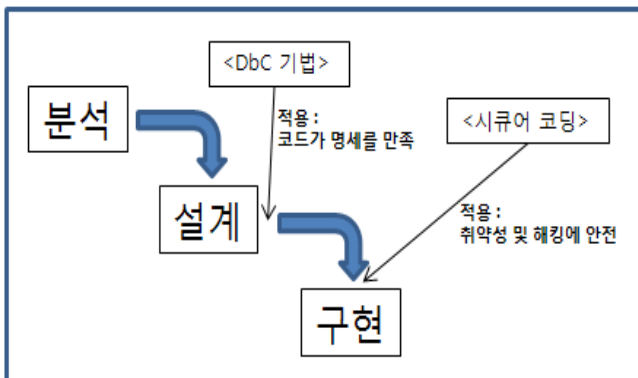 <DbC 기법>
분석
적용 :
코드가 명세를 만족
<시큐어 코딩>
설계
적용 :
취약성 및 해킹에 안전
구현